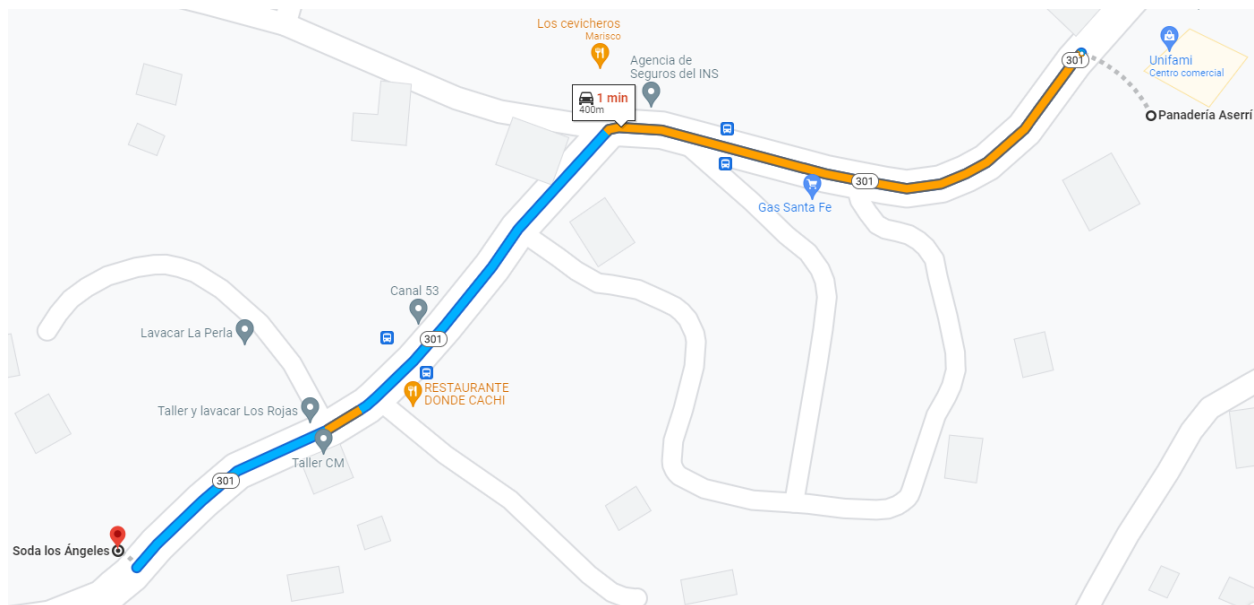 Los cevicheros
Marisco
Agencia de
Seguros del INS
1 min
400m
301
Unifami
Centro comercial
Panadería Aserrí
301
Gas Santa Fe
Canal 53
Lavacar La Perla
301
RESTAURANTE
DONDE CACHI
Taller y lavacar Los Rojas
Taller CM
301
Soda los Ángeles